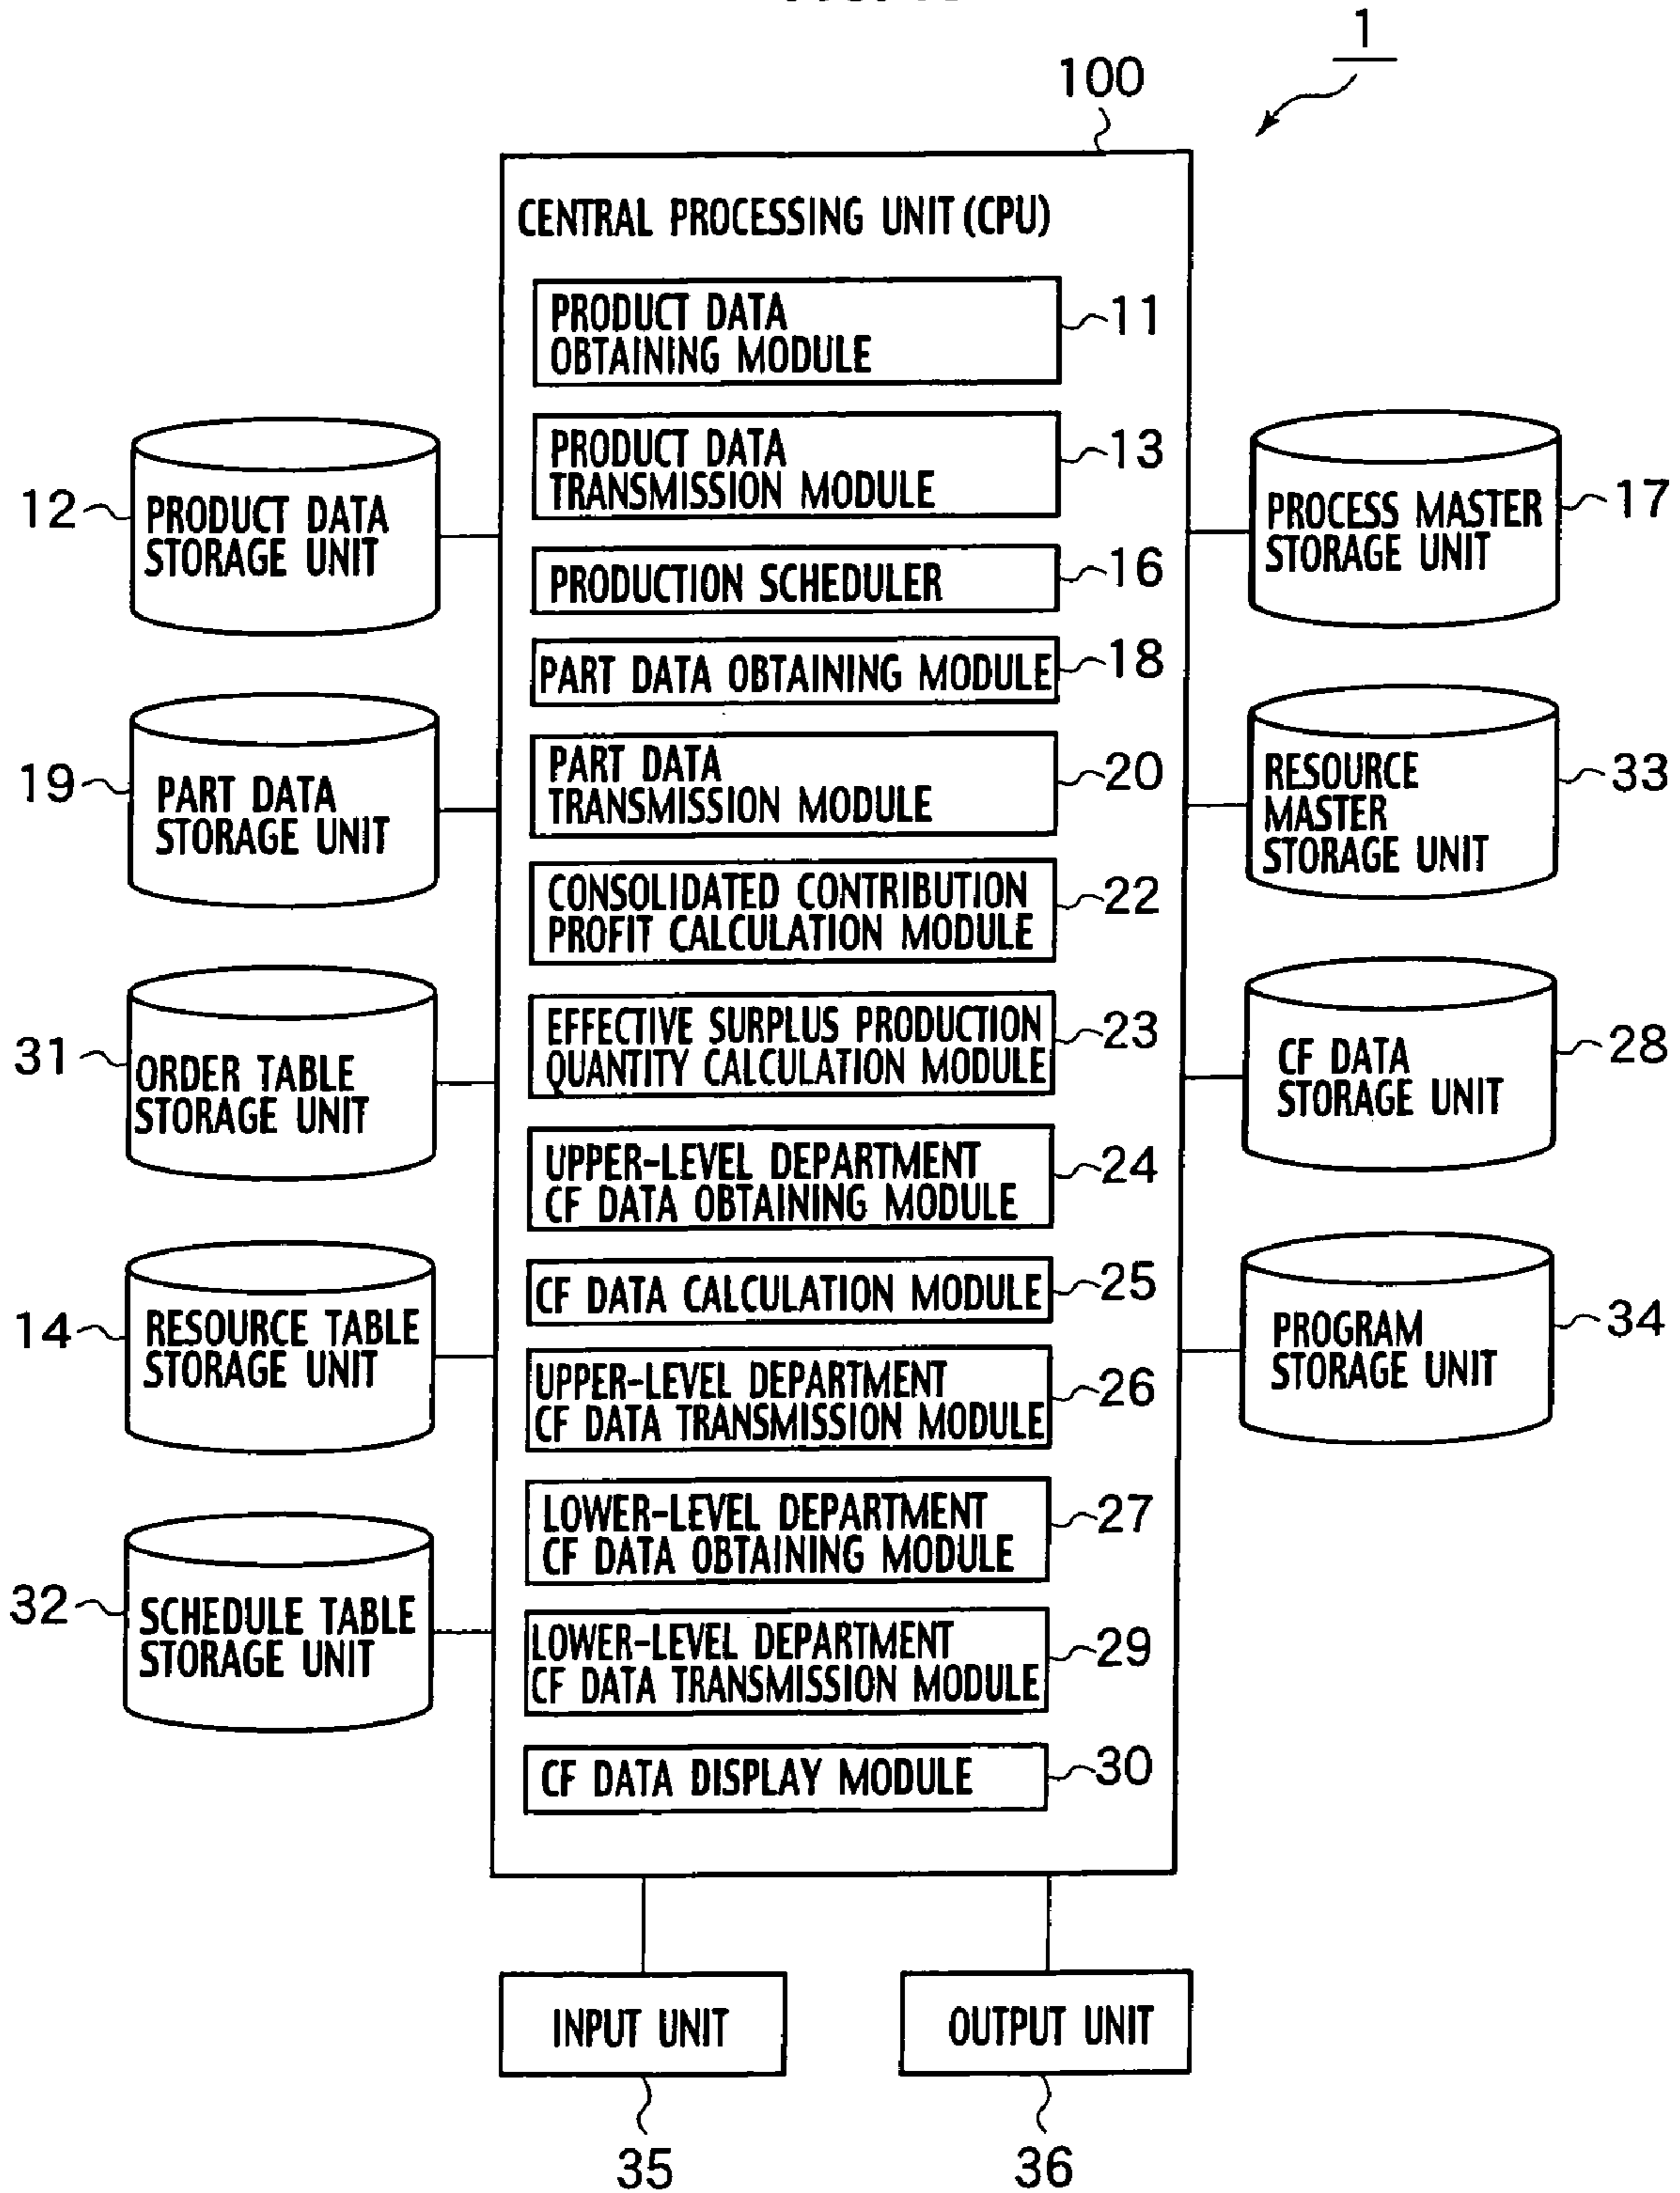 1
100
CENTRAL PROCESSING UNIT (CPU)
PRODUCT DATA
OBTAINING MODULE
11
PRODUCT DATA
TRANSMISSION MODULE
13
PRODUCTION SCHEDULER
16
PART DATA OBTAINING MODULE
18
PART DATA
TRANSMISSION MODULE
20
CONSOLIDATED CONTRIBUTION
PROFIT CALCULATION MODULE
22
EFFECTIVE SURPLUS PRODUCTION
QUANTITY CALCULATION MODULE
23
UPPER-LEVEL DEPARTMENT
CF DATA OBTAINING MODULE
24
CF DATA CALCULATION MODULE
25
UPPER-LEVEL DEPARTMENT
CF DATA TRANSMISSION MODULE
26
LOWER-LEVEL DEPARTMENT
CF DATA OBTAINING MODULE
27
LOWER-LEVEL DEPARTMENT
CF DATA TRANSMISSION MODULE
29
CF DATA DISPLAY MODULE
30
12
PRODUCT DATA
STORAGE UNIT
19
PART DATA
STORAGE UNIT
31
ORDER TABLE
STORAGE UNIT
14
RESOURCE TABLE
STORAGE UNIT
32
SCHEDULE TABLE
STORAGE UNIT
PROCESS MASTER
STORAGE UNIT
17
RESOURCE
MASTER
STORAGE UNIT
33
CF DATA
STORAGE UNIT
28
PROGRAM
STORAGE UNIT
34
INPUT UNIT
35
OUTPUT UNIT
36